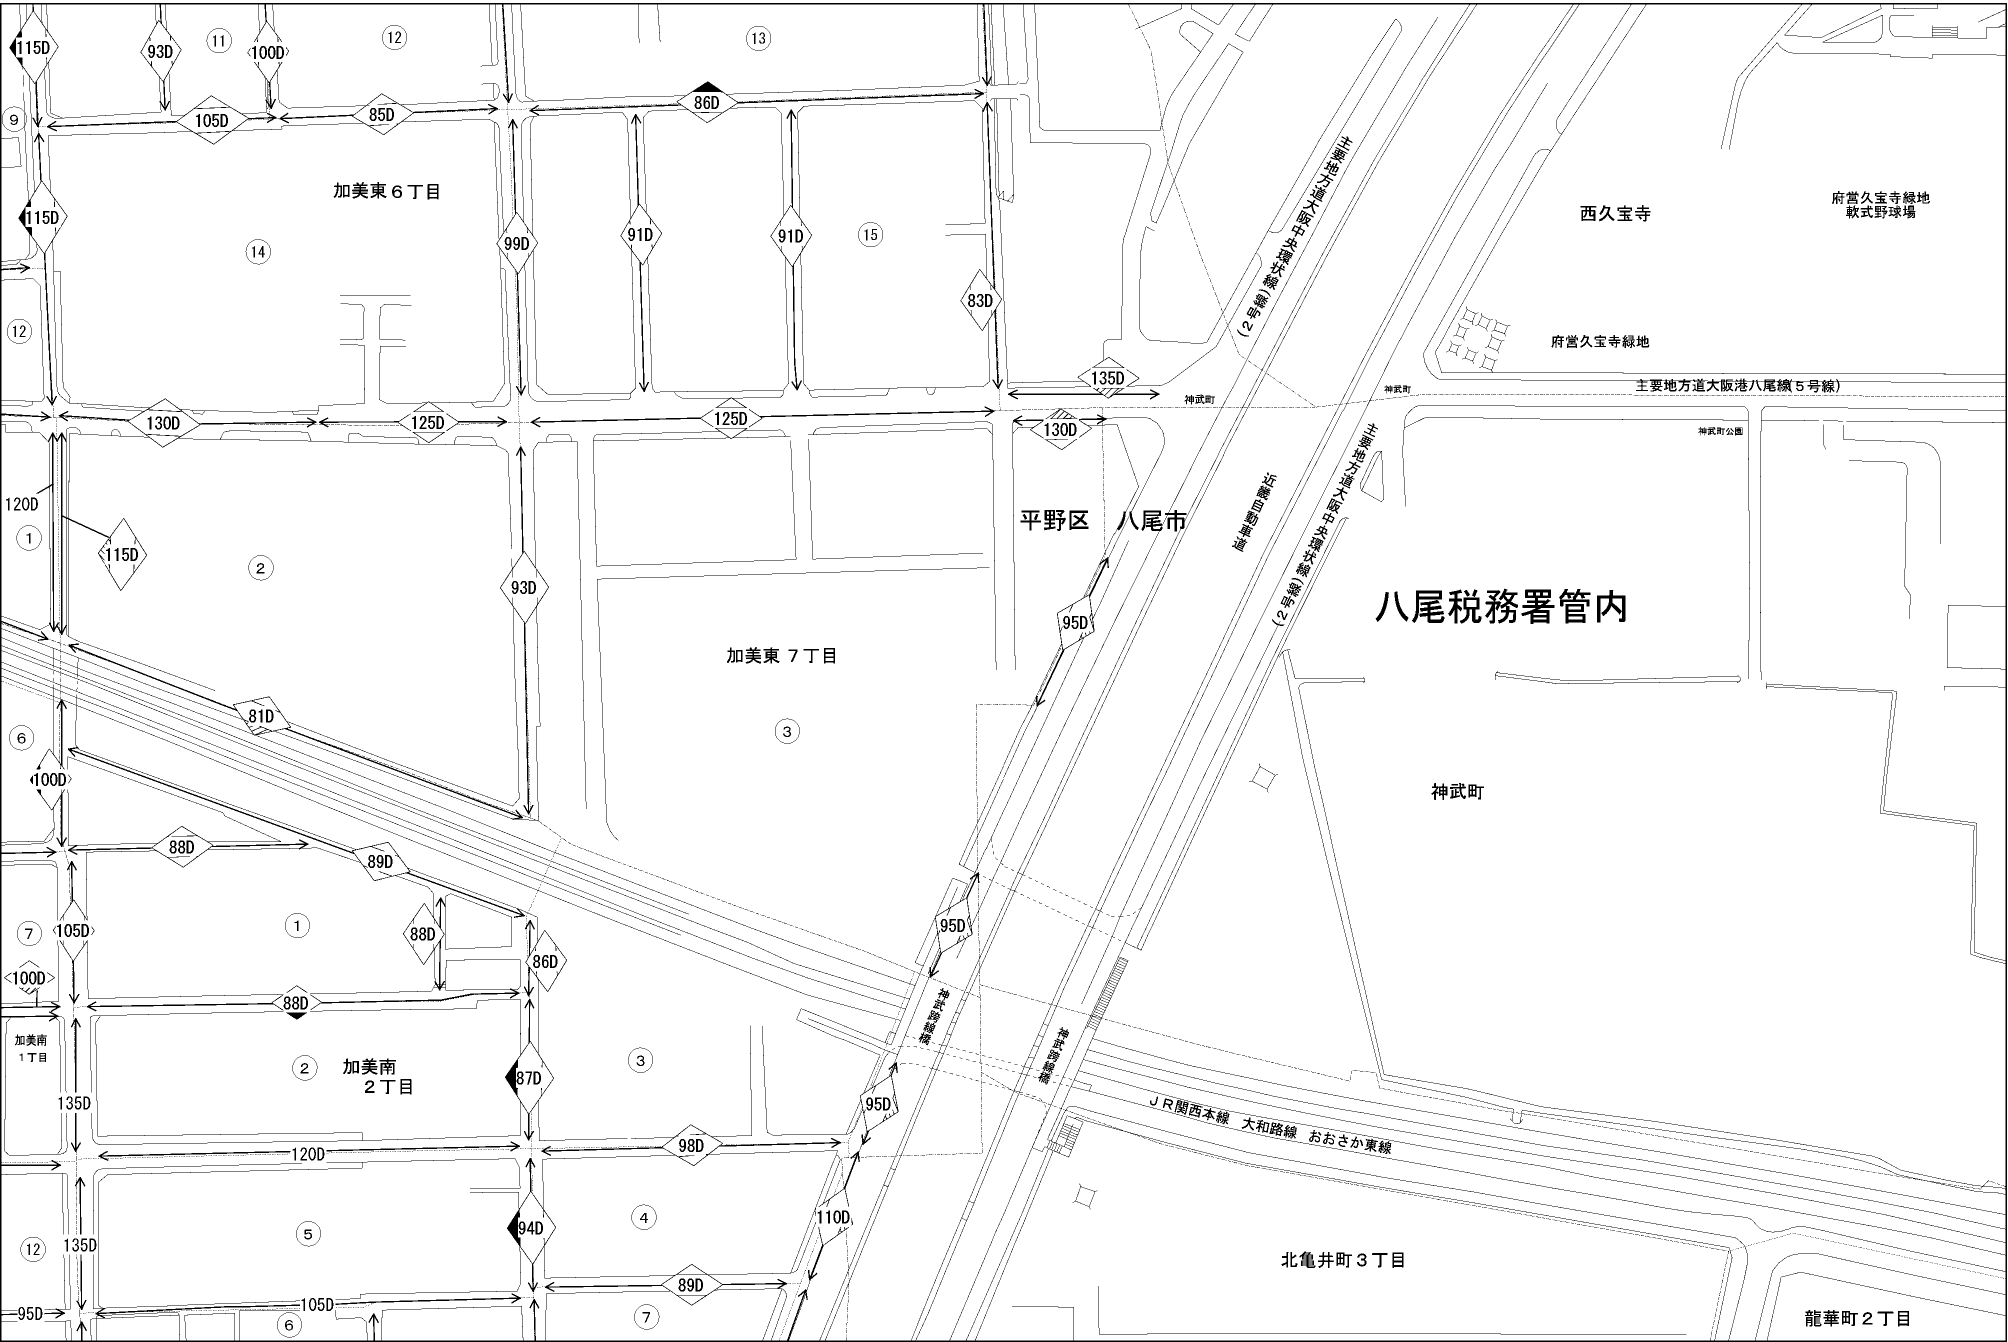 115D
93D
⑪
100D
⑫
⑬
⑨
105D
85D
86D
加美東６丁目
115D
⑭
99D
91D
91D
⑮
83D
⑫
130D
125D
125D
135D
130D
神武町
神武町
主要地方道大阪中央環状線(２号線)
西久宝寺
府営久宝寺緑地
軟式野球場
府営久宝寺緑地
主要地方道大阪港八尾線(５号線)
神武町公園
120D
①
115D
②
93D
平野区
八尾市
近畿自動車道
主要地方道大阪中央環状線(２号線)
八尾税務署管内
95D
加美東７丁目
③
81D
⑥
100D
神武町
88D
89D
⑦
105D
①
88D
86D
95D
100D
88D
神武跨線橋
神武跨線橋
加美南
１丁目
②
加美南
２丁目
87D
③
135D
120D
98D
95D
ＪＲ関西本線　大和路線　おおさか東線
⑤
94D
④
110D
⑫
135D
89D
北亀井町３丁目
95D
105D
⑥
⑦
龍華町２丁目